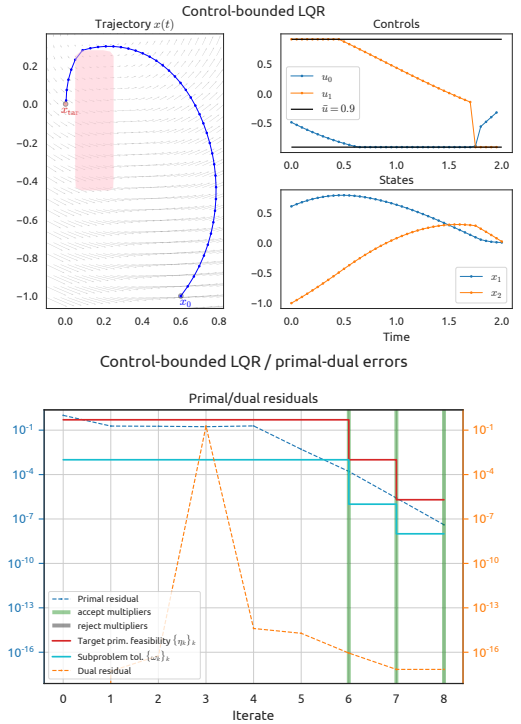 Control-bounded LQR
Trajectory x(t)
0.2
0.0
−0.2
−0.4
−0.6
−0.8
−1.0
0.0
0.2
0.4
0.6
0.8
x_tar
x_0
Controls
0.5
0.0
−0.5
u_0
u_1
ū = 0.9
0.0
0.5
1.0
1.5
2.0
States
0.5
0.0
−0.5
−1.0
x_1
x_2
0.0
0.5
1.0
1.5
2.0
Time
Control-bounded LQR / primal-dual errors
Primal/dual residuals
10^{-1}
10^{-4}
10^{-7}
10^{-10}
10^{-13}
10^{-16}
10^{-1}
10^{-4}
10^{-7}
10^{-10}
10^{-13}
10^{-16}
Primal residual
accept multipliers
reject multipliers
Target prim. feasibility {η_k}_k
Subproblem tol. {ω_k}_k
Dual residual
0
1
2
3
4
5
6
7
8
Iterate